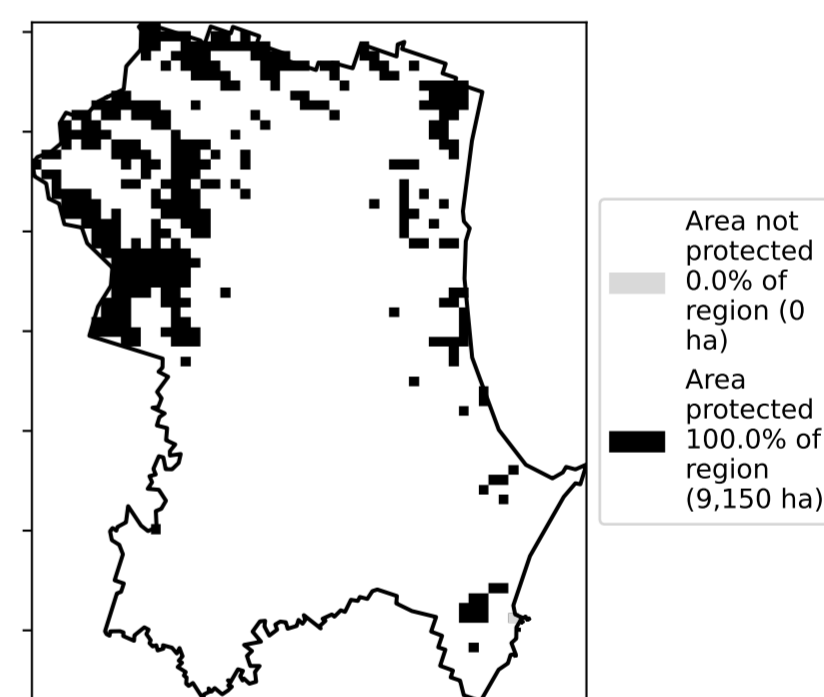 Area not
protected
0.0% of
region (0
ha)
Area
protected
100.0% of
region
(9,150 ha)